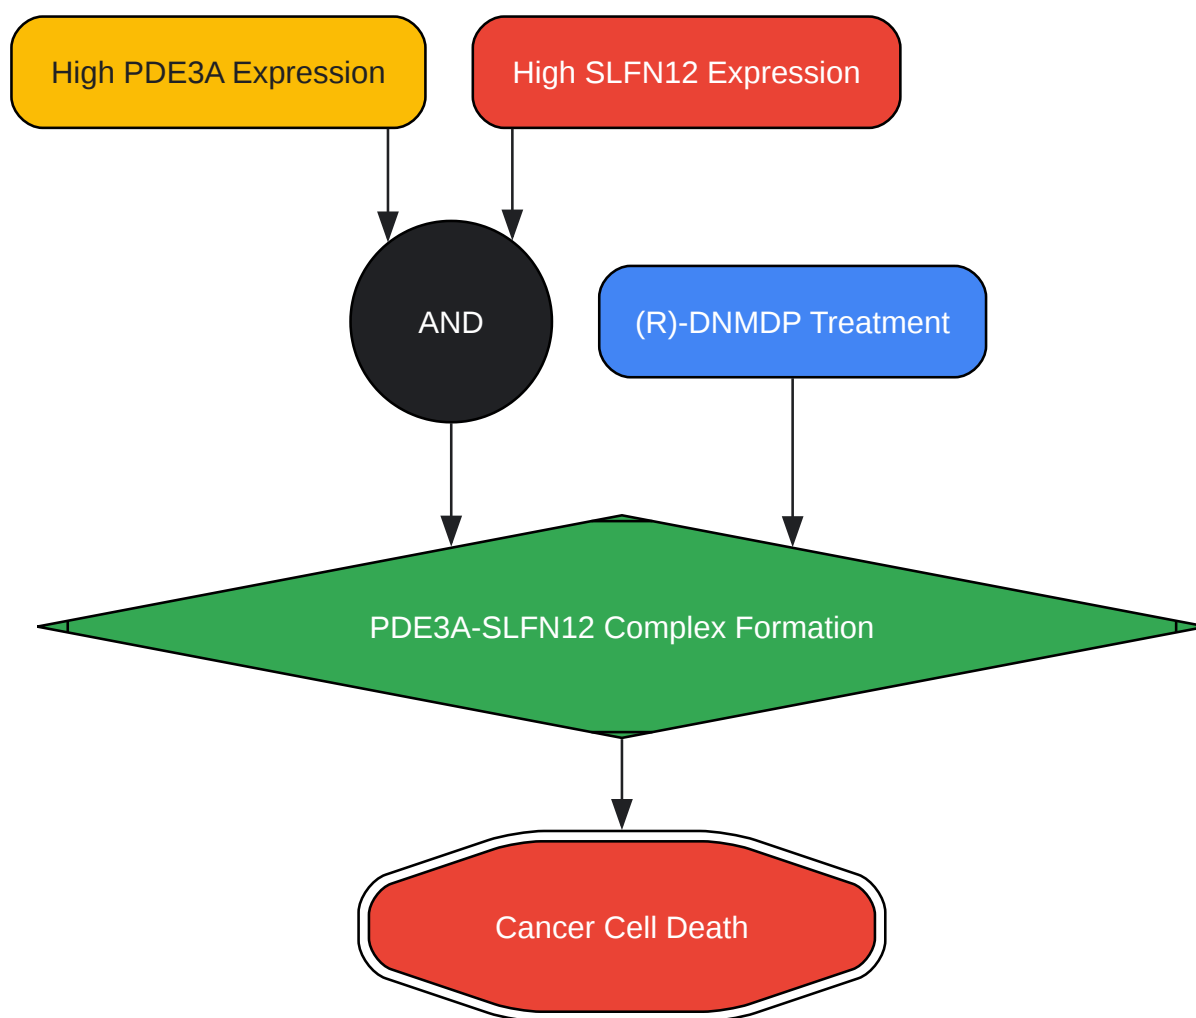 High PDE3A Expression
High SLFN12 Expression
AND
(R)-DNMDP Treatment
PDE3A-SLFN12 Complex Formation
Cancer Cell Death